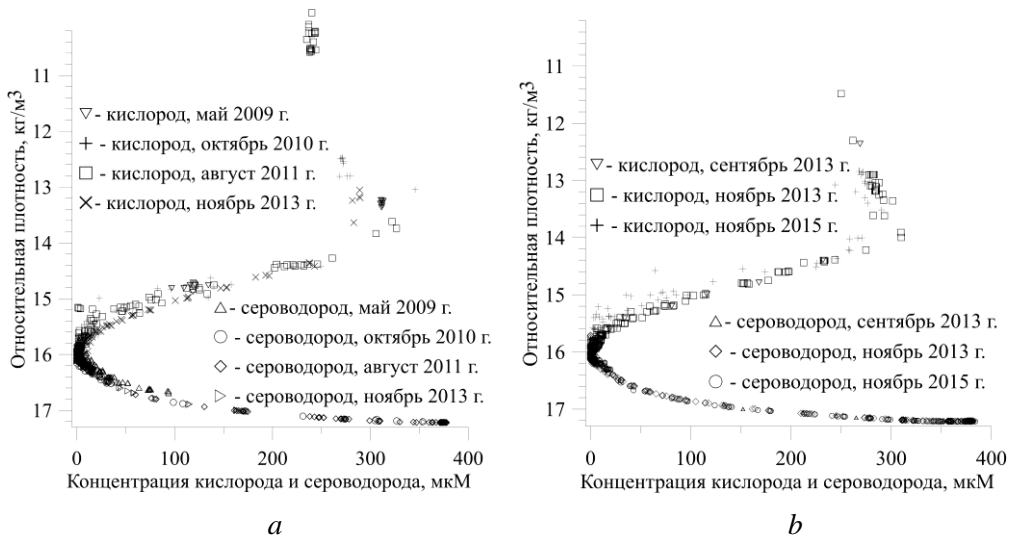 Относительная плотность, кг/м³
11
12
13
14
15
16
17
- кислород, май 2009 г.
- кислород, октябрь 2010 г.
- кислород, август 2011 г.
- кислород, ноябрь 2013 г.
- сероводород, май 2009 г.
- сероводород, октябрь 2010 г.
- сероводород, август 2011 г.
- сероводород, ноябрь 2013 г.
0 100 200 300 400
Концентрация кислорода и сероводорода, мкМ
a
Относительная плотность, кг/м³
11
12
13
14
15
16
17
- кислород, сентябрь 2013 г.
- кислород, ноябрь 2013 г.
- кислород, ноябрь 2015 г.
- сероводород, сентябрь 2013 г.
- сероводород, ноябрь 2013 г.
- сероводород, ноябрь 2015 г.
0 100 200 300 400
Концентрация кислорода и сероводорода, мкМ
b